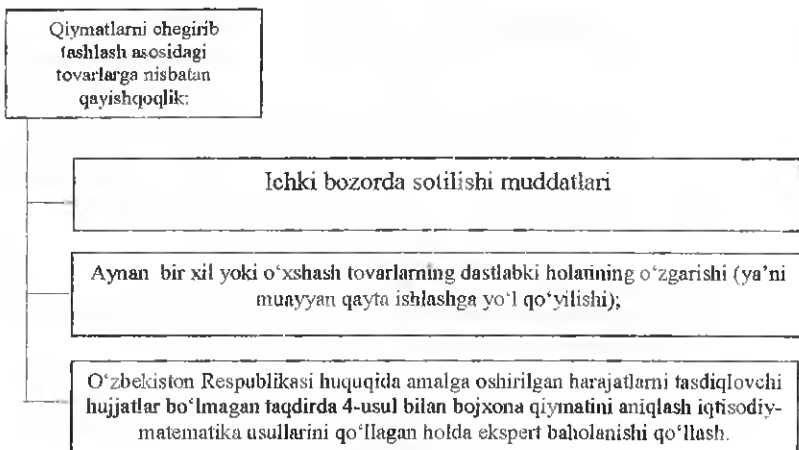 Qiymatlarni chegirib
tashlash asosidagi
tovarlarga nisbatan
qayishqoqlik:
Ichki bozorda sotilishi muddatlari
Aynan bir xil yoki o‘xshash tovarlarning dastlabki holatining o‘zgarishi (ya’ni
muayyan qayta ishlashga yo‘l qo‘yilishi);
O‘zbekiston Respublikasi huquqida amalga oshirilgan harajatlarni tasdiqlovchi
hujjatlar bo‘lmagan taqdirda 4-usul bilan bojxona qiymatini aniqlash iqtisodiy-
matematika usullarini qo‘llagan holda ekspert baholanishi qo‘llash.